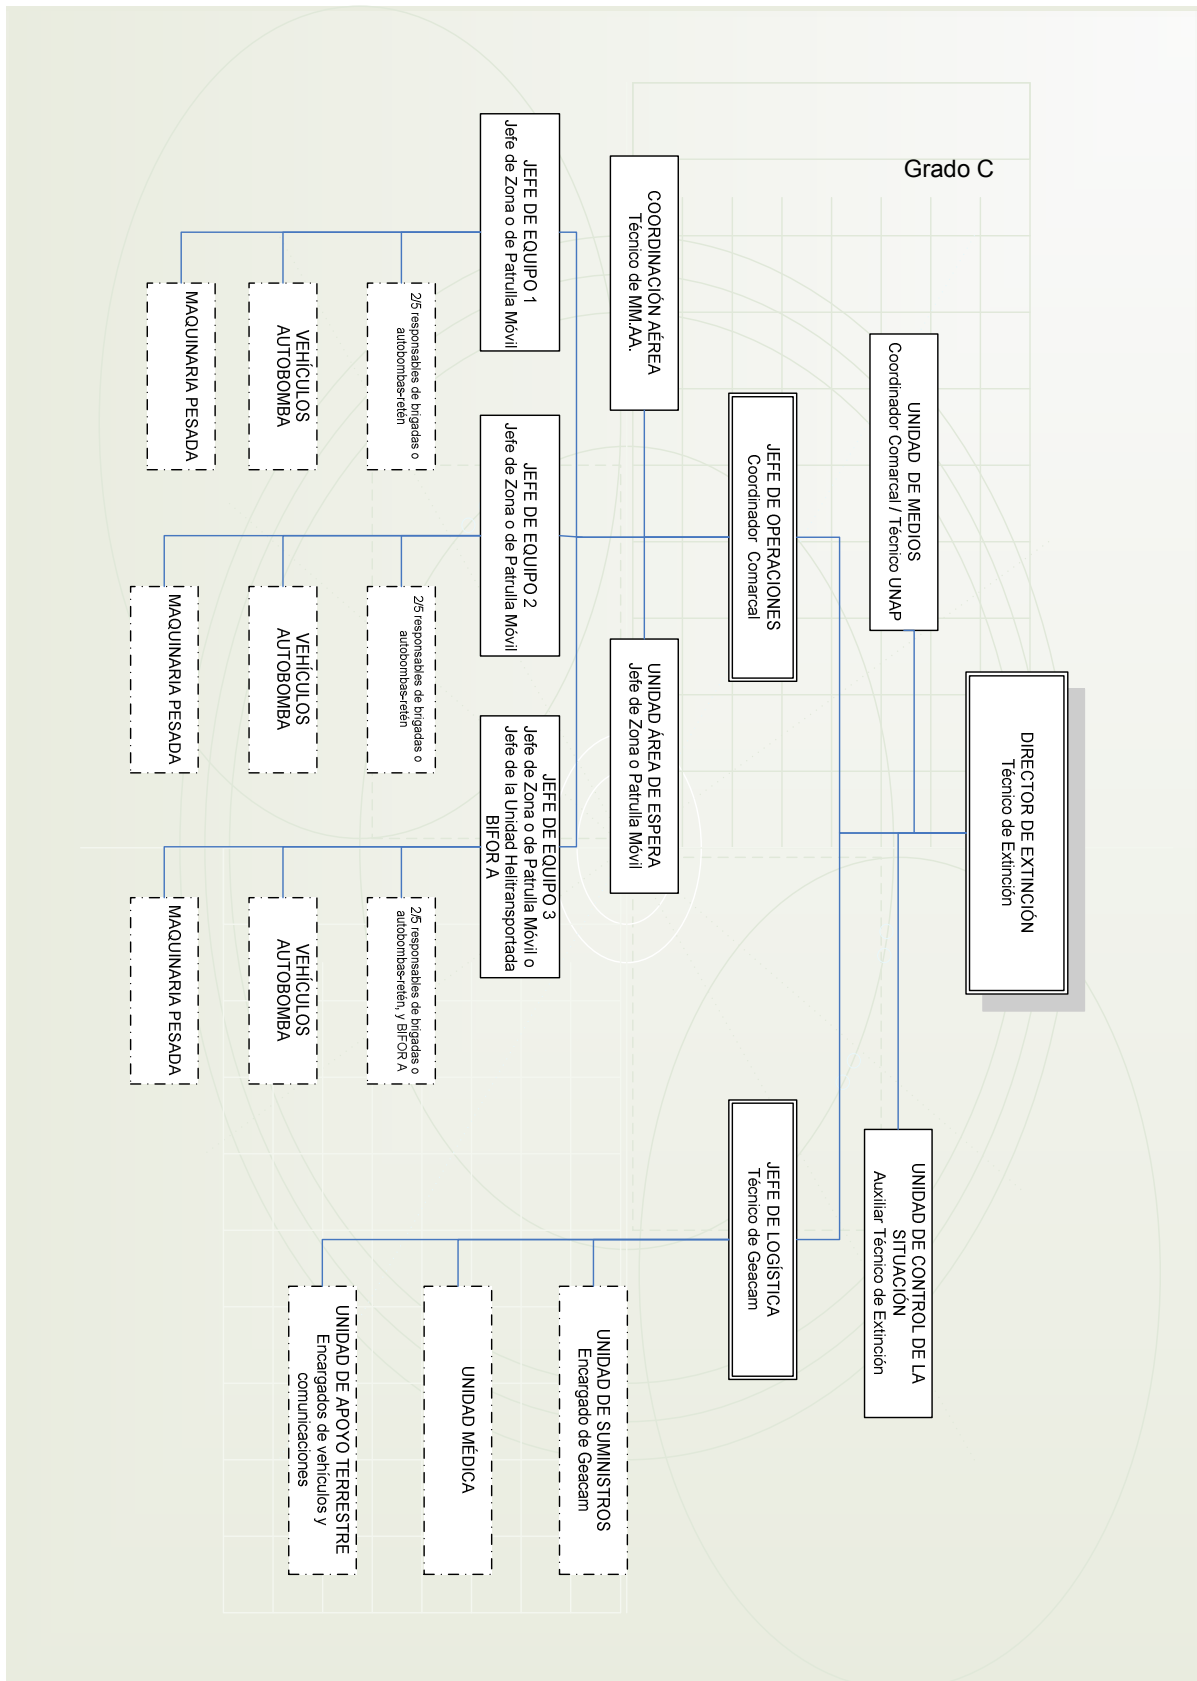 Grado C
DIRECTOR DE EXTINCIÓN
Técnico de Extinción
UNIDAD DE MEDIOS
Coordinador Comarcal / Técnico UNAP
UNIDAD DE CONTROL DE LA
SITUACIÓN
Auxiliar Técnico de Extinción
JEFE DE OPERACIONES
Coordinador Comarcal
JEFE DE LOGÍSTICA
Técnico de Geacam
COORDINACIÓN AÉREA
Técnico de MM.AA.
UNIDAD ÁREA DE ESPERA
Jefe de Zona o Patrulla Móvil
JEFE DE EQUIPO 1
Jefe de Zona o de Patrulla Móvil
JEFE DE EQUIPO 2
Jefe de Zona o de Patrulla Móvil
JEFE DE EQUIPO 3
Jefe de Zona o de Patrulla Móvil o
Jefe de la Unidad Helitransportada
BIFOR A
2/5 responsables de brigadas o
autobombas-retén
VEHÍCULOS
AUTOBOMBA
MAQUINARIA PESADA
2/5 responsables de brigadas o
autobombas-retén
VEHÍCULOS
AUTOBOMBA
MAQUINARIA PESADA
2/5 responsables de brigadas o
autobombas-retén, y BIFOR A
VEHÍCULOS
AUTOBOMBA
MAQUINARIA PESADA
UNIDAD DE SUMINISTROS
Encargado de Geacam
UNIDAD MÉDICA
UNIDAD DE APOYO TERRESTRE
Encargados de vehículos y
comunicaciones